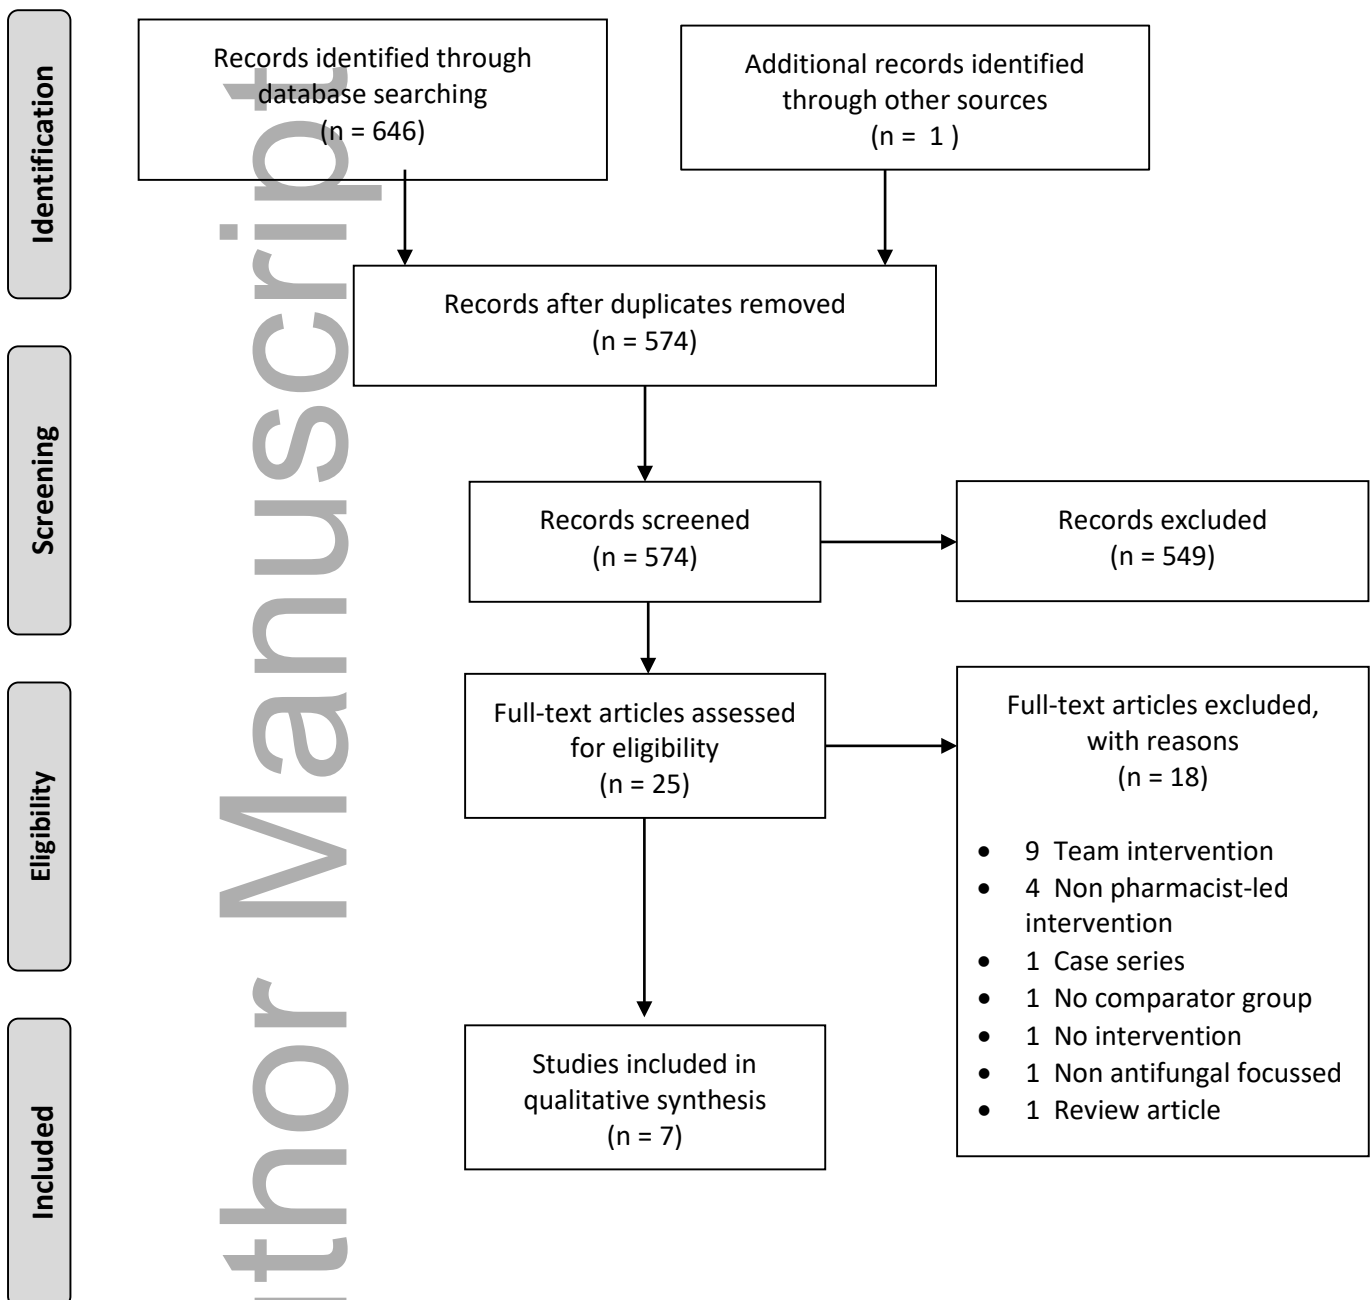 Identification
Records identified through
database searching
(n = 646)
Additional records identified
through other sources
(n =  1 )
Records after duplicates removed
(n = 574)
Screening
Records screened
(n = 574)
Records excluded
(n = 549)
Eligibility
Full-text articles assessed
for eligibility
(n = 25)
Full-text articles excluded,
with reasons
(n = 18)
• 9 Team intervention
• 4 Non pharmacist-led
intervention
• 1 Case series
• 1 No comparator group
• 1 No intervention
• 1 Non antifungal focussed
• 1 Review article
Included
Studies included in
qualitative synthesis
(n = 7)
thor Manuscript